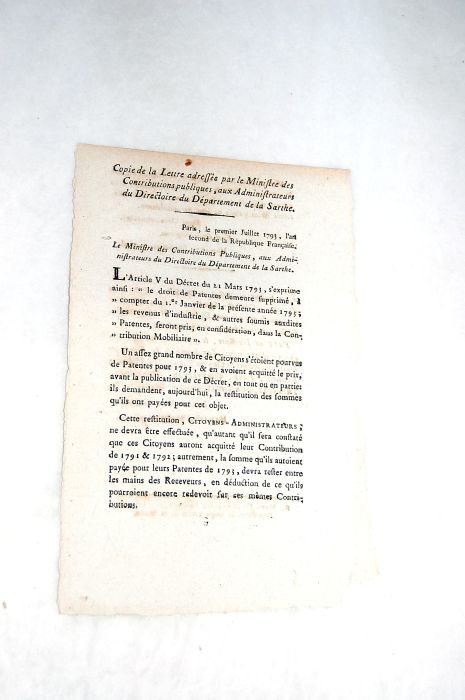 Copie de la Lettre adreſſée par le Miniſtre des
Contributions publiques, aux Adminiſtrateurs
du Directoire du Département de la Sarthe.
Paris, le premier Juillet 1793, l'an
ſecond de la République Françaiſe.
Le Miniſtre des Contributions Publiques, aux Admi-
niſtrateurs du Directoire du Département de la Sarthe.
L'Article V du Décret du 21 Mars 1793, s'exprime
ainſi : « le droit de Patentes demeure ſupprimé, à
» compter du 1.er Janvier de la préſente année 1793;
» les revenus d'induſtrie, & autres ſoumis auxdites
» Patentes, ſeront pris, en conſidération, dans la Con-
» tribution Mobiliaire ».
Un aſſez grand nombre de Citoyens s'étoient pourvus
de Patentes pour 1793, & en avoient acquitté le prix,
avant la publication de ce Décret, en tout ou en parties
ils demandent, aujourd'hui, la reſtitution des ſommes
qu'ils ont payées pour cet objet.
Cette reſtitution, CITOYENS-ADMINISTRATEURS,
ne devra être effectuée, qu'autant qu'il ſera conſtaté
que ces Citoyens auront acquitté leur Contribution
de 1791 & 1792; autrement, la ſomme qu'ils auroient
payée pour leurs Patentes de 1793, devra reſter entre
les mains des Receveurs, en déduction de ce qu'ils
pourroient encore redevoir ſur ces mêmes Contri-
butions.